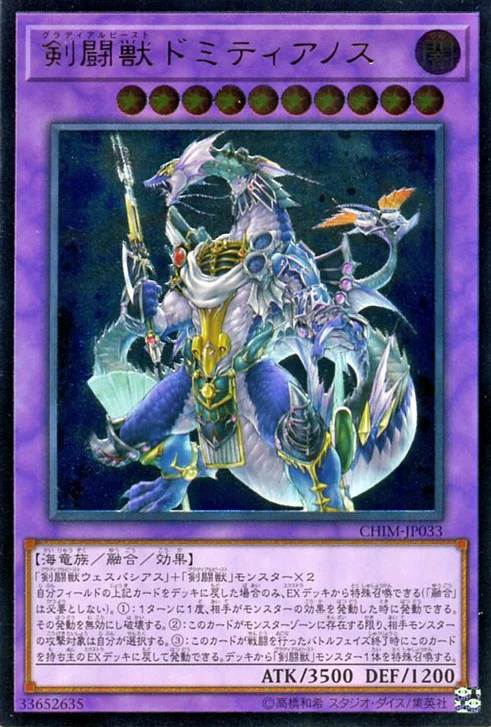 グラディアルビースト
剣闘獣ドミティアノス
闇
CHIM-JP033
【海竜族／融合／効果】
「剣闘獣ウェスパシアス」＋「剣闘獣」モンスター×２
自分フィールドの上記カードをデッキに戻した場合のみ、EXデッキから特殊召喚できる(「融合」
は必要としない)。①：1ターンに1度、相手がモンスターの効果を発動した時に発動できる。
その発動を無効にし破壊する。②：このカードがモンスターゾーンに存在する限り、相手モンスター
の攻撃対象は自分が選択する。③：このカードが戦闘を行ったバトルフェイズ終了時にこのカード
を持ち主のEXデッキに戻して発動できる。デッキから「剣闘獣」モンスター1体を特殊召喚する。
ATK/3500 DEF/1200
33652635
©高橋和希 スタジオ・ダイス/集英社